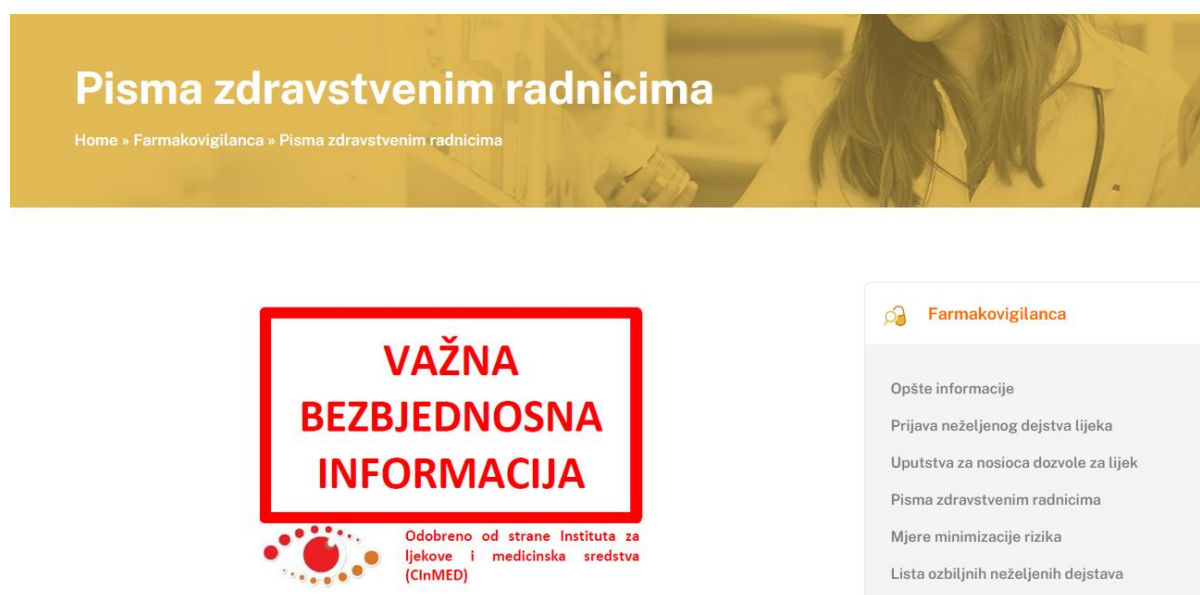 Pisma zdravstvenim radnicima
Home » Farmakovigilanca » Pisma zdravstvenim radnicima
VAŽNA
BEZBJEDNOSNA
INFORMACIJA
Odobreno od strane Instituta za
ljekove i medicinska sredstva
(CInMED)
Farmakovigilanca
Opšte informacije
Prijava neželjenog dejstva lijeka
Uputstva za nosioca dozvole za lijek
Pisma zdravstvenim radnicima
Mjere minimizacije rizika
Lista ozbiljnih neželjenih dejstava